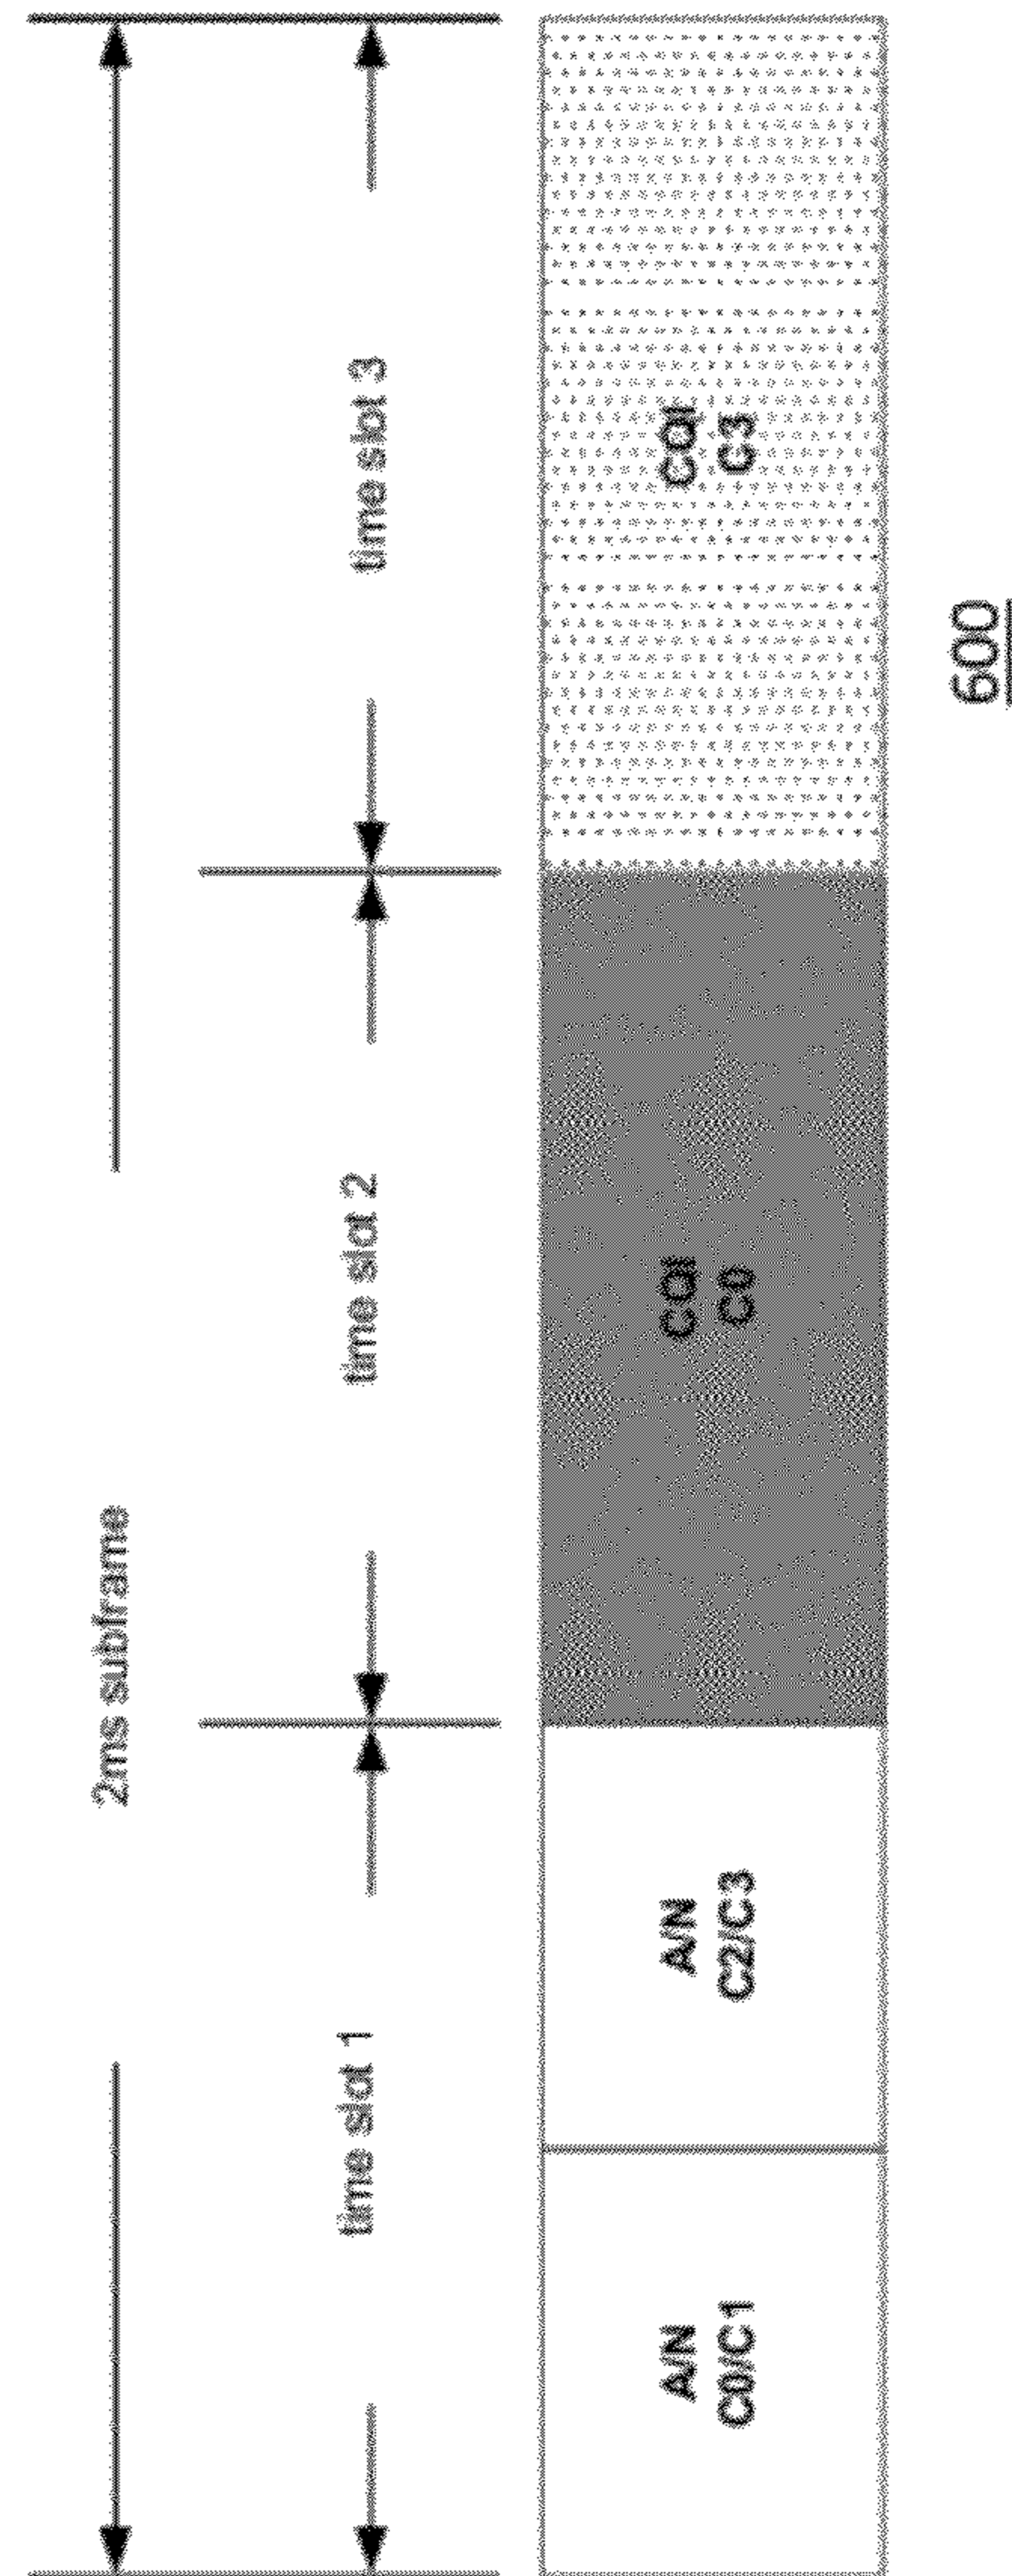 2ms subframe
time slot 1
time slot 2
time slot 3
A/N
C0/C1
A/N
C2/C3
CQI
C0
CQI
C3
600